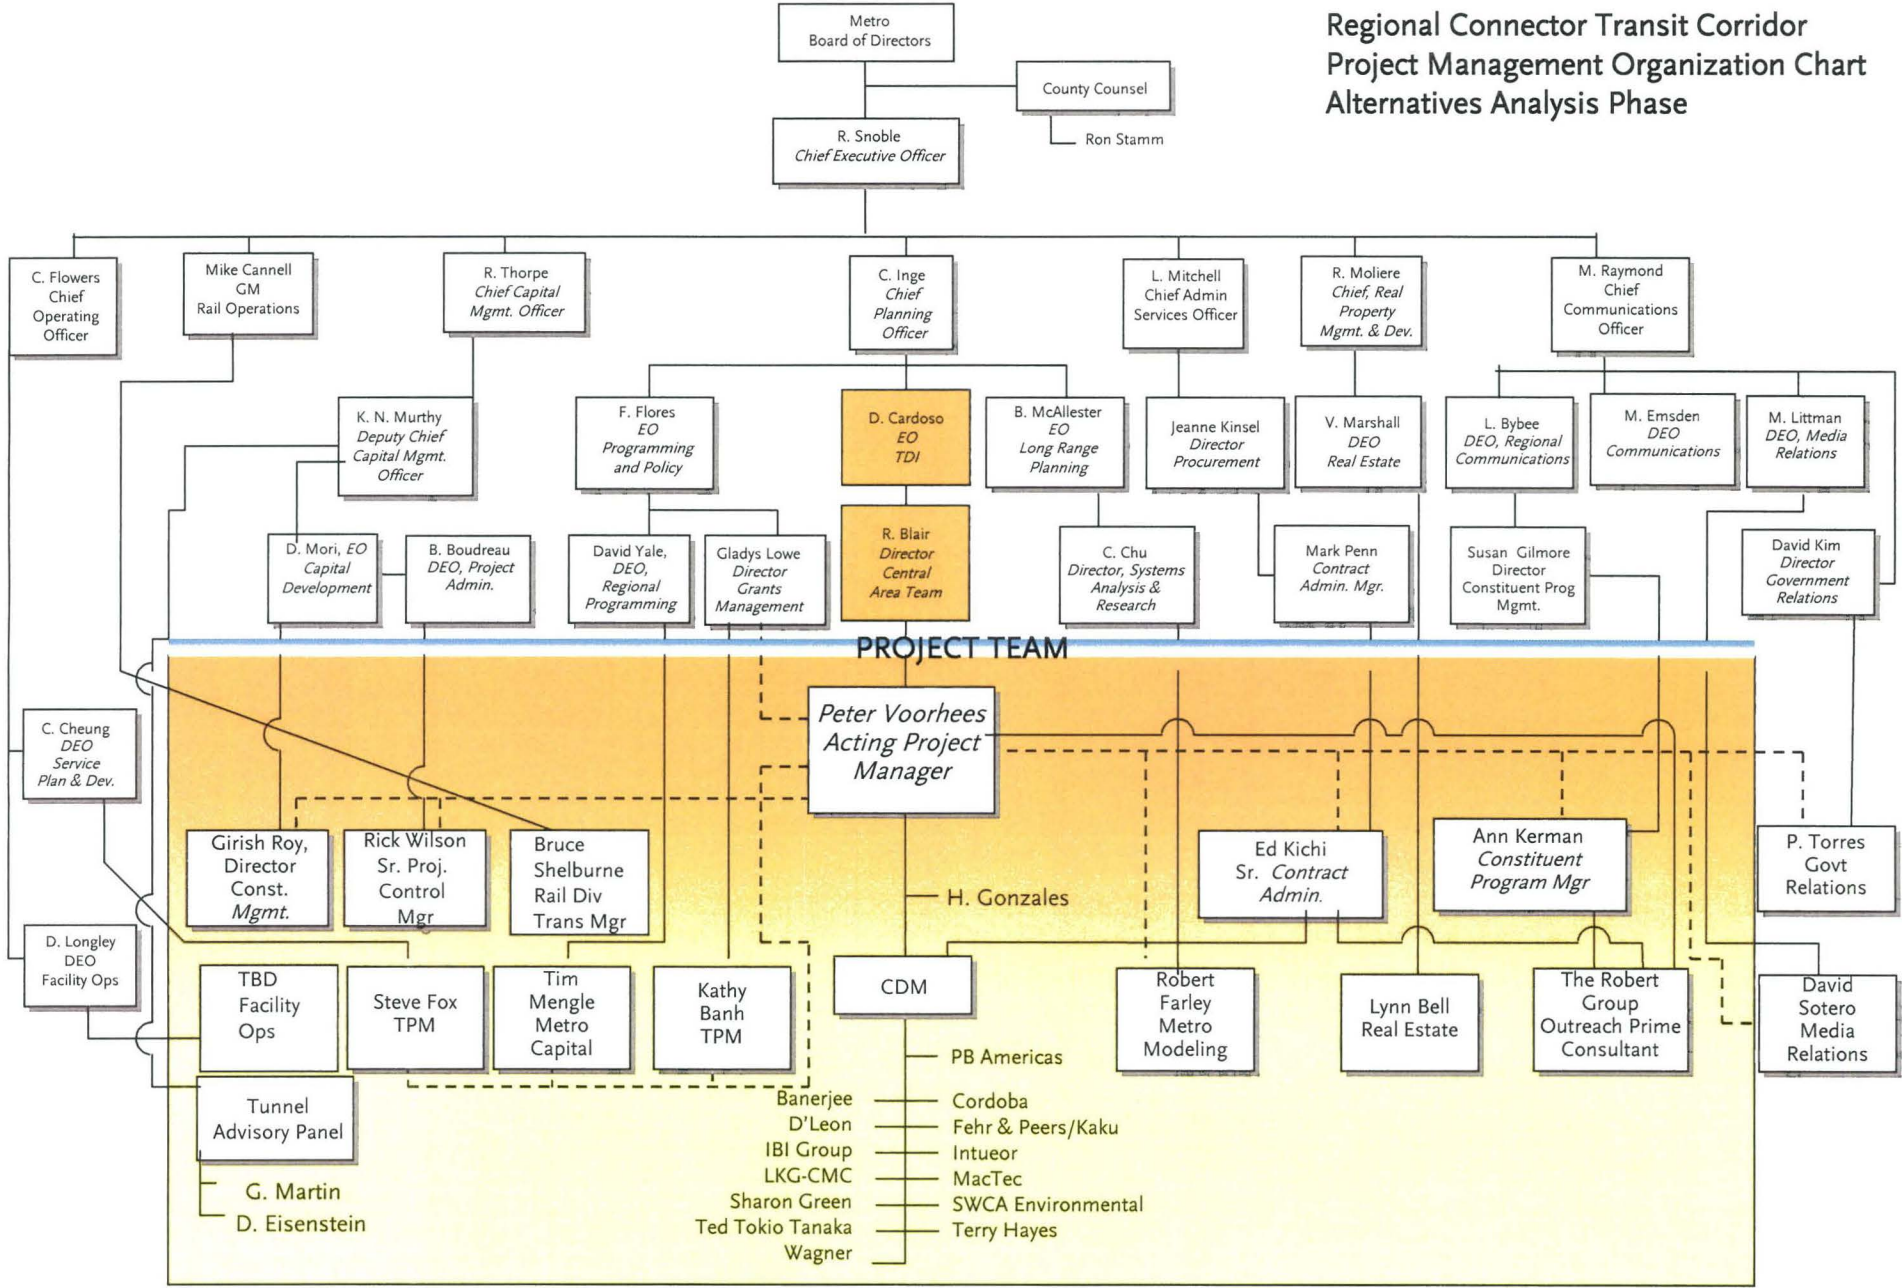 Regional Connector Transit Corridor
Project Management Organization Chart
Alternatives Analysis Phase
Metro
Board of Directors
County Counsel
Ron Stamm
R. Snoble
Chief Executive Officer
C. Flowers
Chief
Operating
Officer
Mike Cannell
GM
Rail Operations
R. Thorpe
Chief Capital
Mgmt. Officer
C. Inge
Chief
Planning
Officer
L. Mitchell
Chief Admin
Services Officer
R. Moliere
Chief, Real
Property
Mgmt. & Dev.
M. Raymond
Chief
Communications
Officer
K. N. Murthy
Deputy Chief
Capital Mgmt.
Officer
F. Flores
EO
Programming
and Policy
D. Cardoso
EO
TDI
B. McAllester
EO
Long Range
Planning
Jeanne Kinsel
Director
Procurement
V. Marshall
DEO
Real Estate
L. Bybee
DEO, Regional
Communications
M. Emsden
DEO
Communications
M. Littman
DEO, Media
Relations
D. Mori, EO
Capital
Development
B. Boudreau
DEO, Project
Admin.
David Yale,
DEO,
Regional
Programming
Gladys Lowe
Director
Grants
Management
R. Blair
Director
Central
Area Team
C. Chu
Director, Systems
Analysis &
Research
Mark Penn
Contract
Admin. Mgr.
Susan Gilmore
Director
Constituent Prog
Mgmt.
David Kim
Director
Government
Relations
PROJECT TEAM
C. Cheung
DEO
Service
Plan & Dev.
Peter Voorhees
Acting Project
Manager
Girish Roy,
Director
Const.
Mgmt.
Rick Wilson
Sr. Proj.
Control
Mgr
Bruce
Shelburne
Rail Div
Trans Mgr
H. Gonzales
Ed Kichi
Sr. Contract
Admin.
Ann Kerman
Constituent
Program Mgr
P. Torres
Govt
Relations
D. Longley
DEO
Facility Ops
TBD
Facility
Ops
Steve Fox
TPM
Tim
Mengle
Metro
Capital
Kathy
Banh
TPM
CDM
Robert
Farley
Metro
Modeling
Lynn Bell
Real Estate
The Robert
Group
Outreach Prime
Consultant
David
Sotero
Media
Relations
Tunnel
Advisory Panel
G. Martin
D. Eisenstein
PB Americas
Banerjee
Cordoba
D'Leon
Fehr & Peers/Kaku
IBI Group
Intueor
LKG-CMC
MacTec
Sharon Green
SWCA Environmental
Ted Tokio Tanaka
Terry Hayes
Wagner